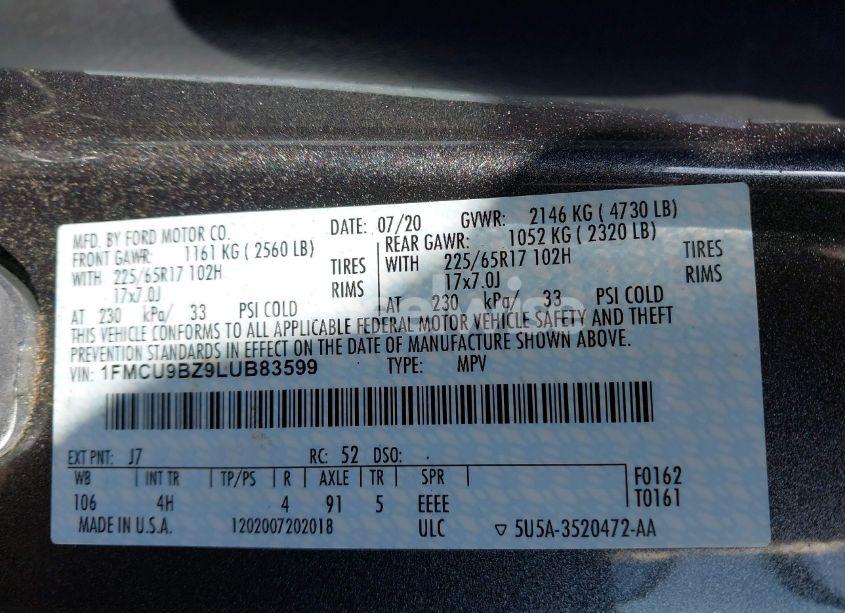 MFD. BY FORD MOTOR CO. DATE: 07/20 GVWR: 2146 KG ( 4730 LB)
FRONT GAWR: 1161 KG ( 2560 LB) REAR GAWR: 1052 KG ( 2320 LB)
WITH 225/65R17 102H TIRES WITH 225/65R17 102H TIRES
17x7.0J RIMS 17x7.0J RIMS
AT 230 kPa/ 33 PSI COLD AT 230 kPa/ 33 PSI COLD
THIS VEHICLE CONFORMS TO ALL APPLICABLE FEDERAL MOTOR VEHICLE SAFETY AND THEFT
PREVENTION STANDARDS IN EFFECT ON THE DATE OF MANUFACTURE SHOWN ABOVE.
VIN: 1FMCU9BZ9LUB83599 TYPE: MPV
EXT PNT: J7 RC: 52 DSO:
WB INT TR TP/PS R AXLE TR SPR F0162
106 4H 4 91 5 EEEE T0161
MADE IN U.S.A. 1202007202018 ULC ▽ 5U5A-3520472-AA